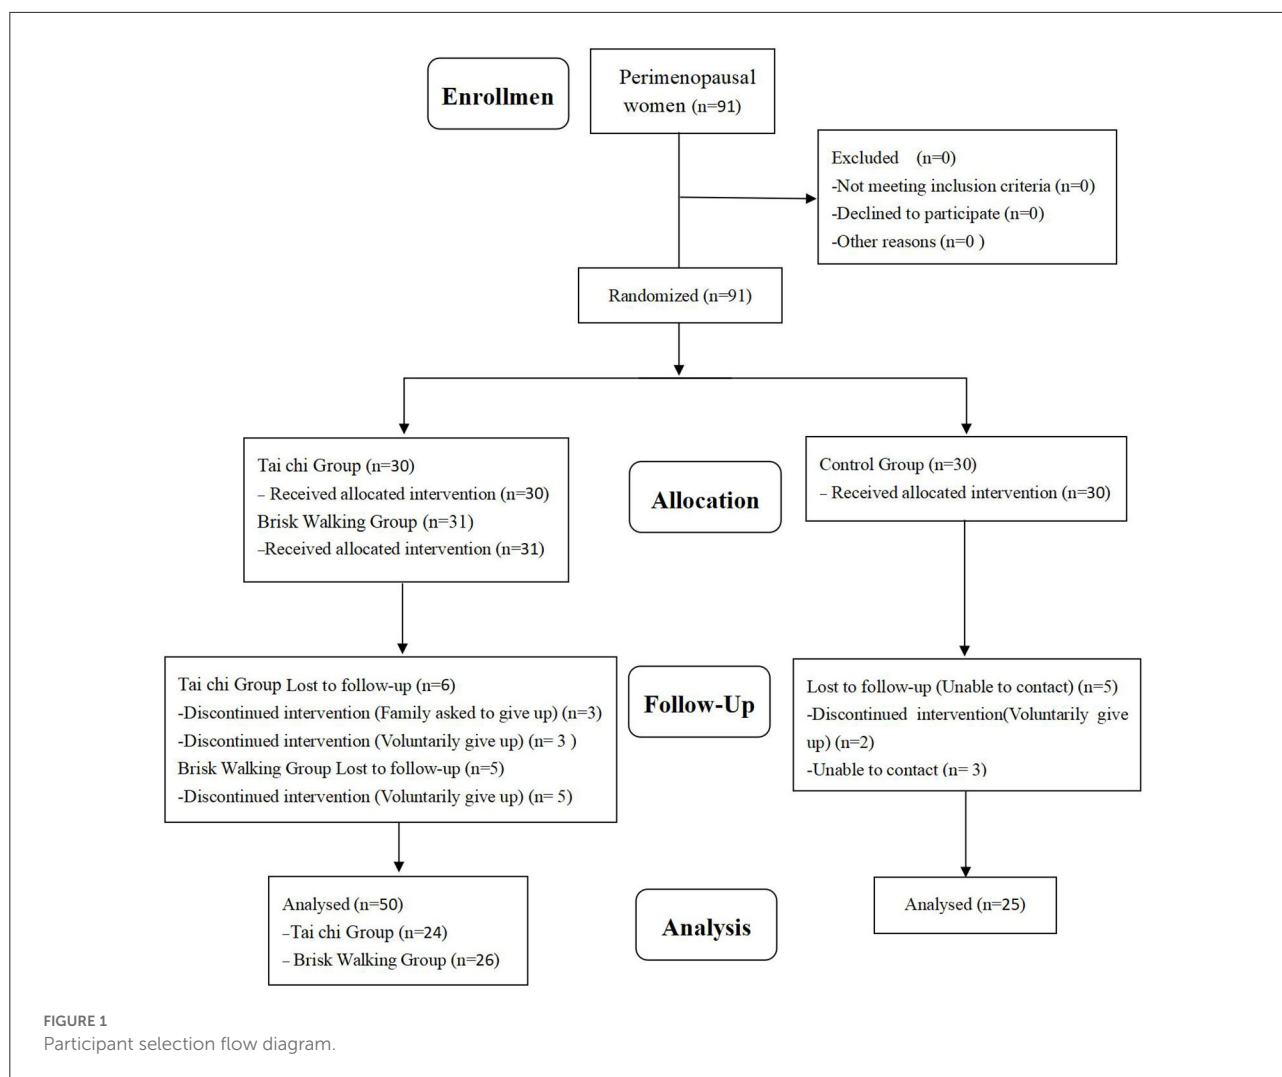 Enrollmen
Perimenopausal
women (n=91)
Excluded (n=0)
-Not meeting inclusion criteria (n=0)
-Declined to participate (n=0)
-Other reasons (n=0 )
Randomized (n=91)
Tai chi Group (n=30)
– Received allocated intervention (n=30)
Brisk Walking Group (n=31)
–Received allocated intervention (n=31)
Allocation
Control Group (n=30)
– Received allocated intervention (n=30)
Tai chi Group Lost to follow-up (n=6)
-Discontinued intervention (Family asked to give up) (n=3)
-Discontinued intervention (Voluntarily give up) (n= 3 )
Brisk Walking Group Lost to follow-up (n=5)
-Discontinued intervention (Voluntarily give up) (n= 5)
Follow-Up
Lost to follow-up (Unable to contact) (n=5)
-Discontinued intervention(Voluntarily give
up) (n=2)
-Unable to contact (n= 3)
Analysed (n=50)
–Tai chi Group (n=24)
– Brisk Walking Group (n=26)
Analysis
Analysed (n=25)
FIGURE 1
Participant selection flow diagram.